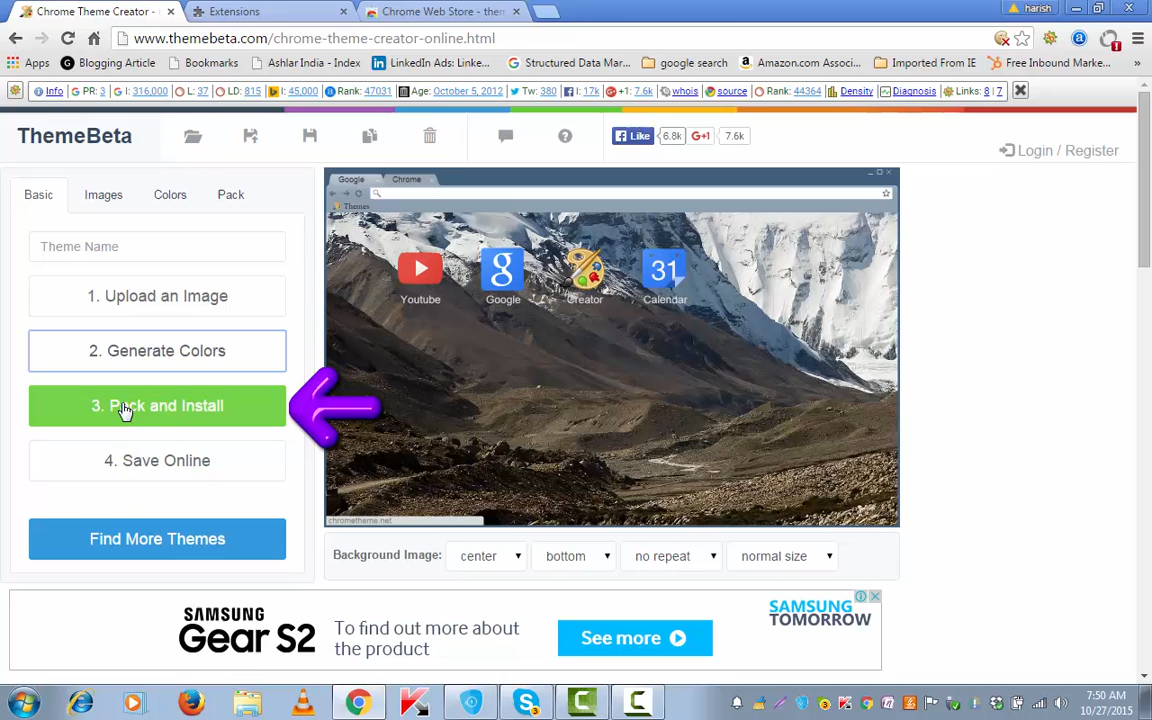 Chrome Theme Creator -
Extensions
Chrome Web Store - them
harish
www.themebeta.com/chrome-theme-creator-online.html
Apps
Blogging Article
Bookmarks
Ashlar India - Index
LinkedIn Ads: Linke...
Structured Data Mar...
google search
Amazon.com Associ...
Imported From IE
Free Inbound Marke...
Info
PR: 3
I: 316,000
L: 37
LD: 815
I: 45,000
Rank: 47031
Age: October 5, 2012
Tw: 380
I: 17k
+1: 7.6k
whois
source
Rank: 44364
Density
Diagnosis
Links: 8 | 7
ThemeBeta
Like
6.8k
G+1
7.6k
Login / Register
Basic
Images
Colors
Pack
Theme Name
1. Upload an Image
2. Generate Colors
3. Pack and Install
4. Save Online
Find More Themes
Google
Chrome
Themes
31
Youtube
Google
Creator
Calendar
chrometheme.net
Background Image:
center
bottom
no repeat
normal size
SAMSUNG
Gear S2
To find out more about
the product
See more
SAMSUNG
TOMORROW
7:50 AM
10/27/2015